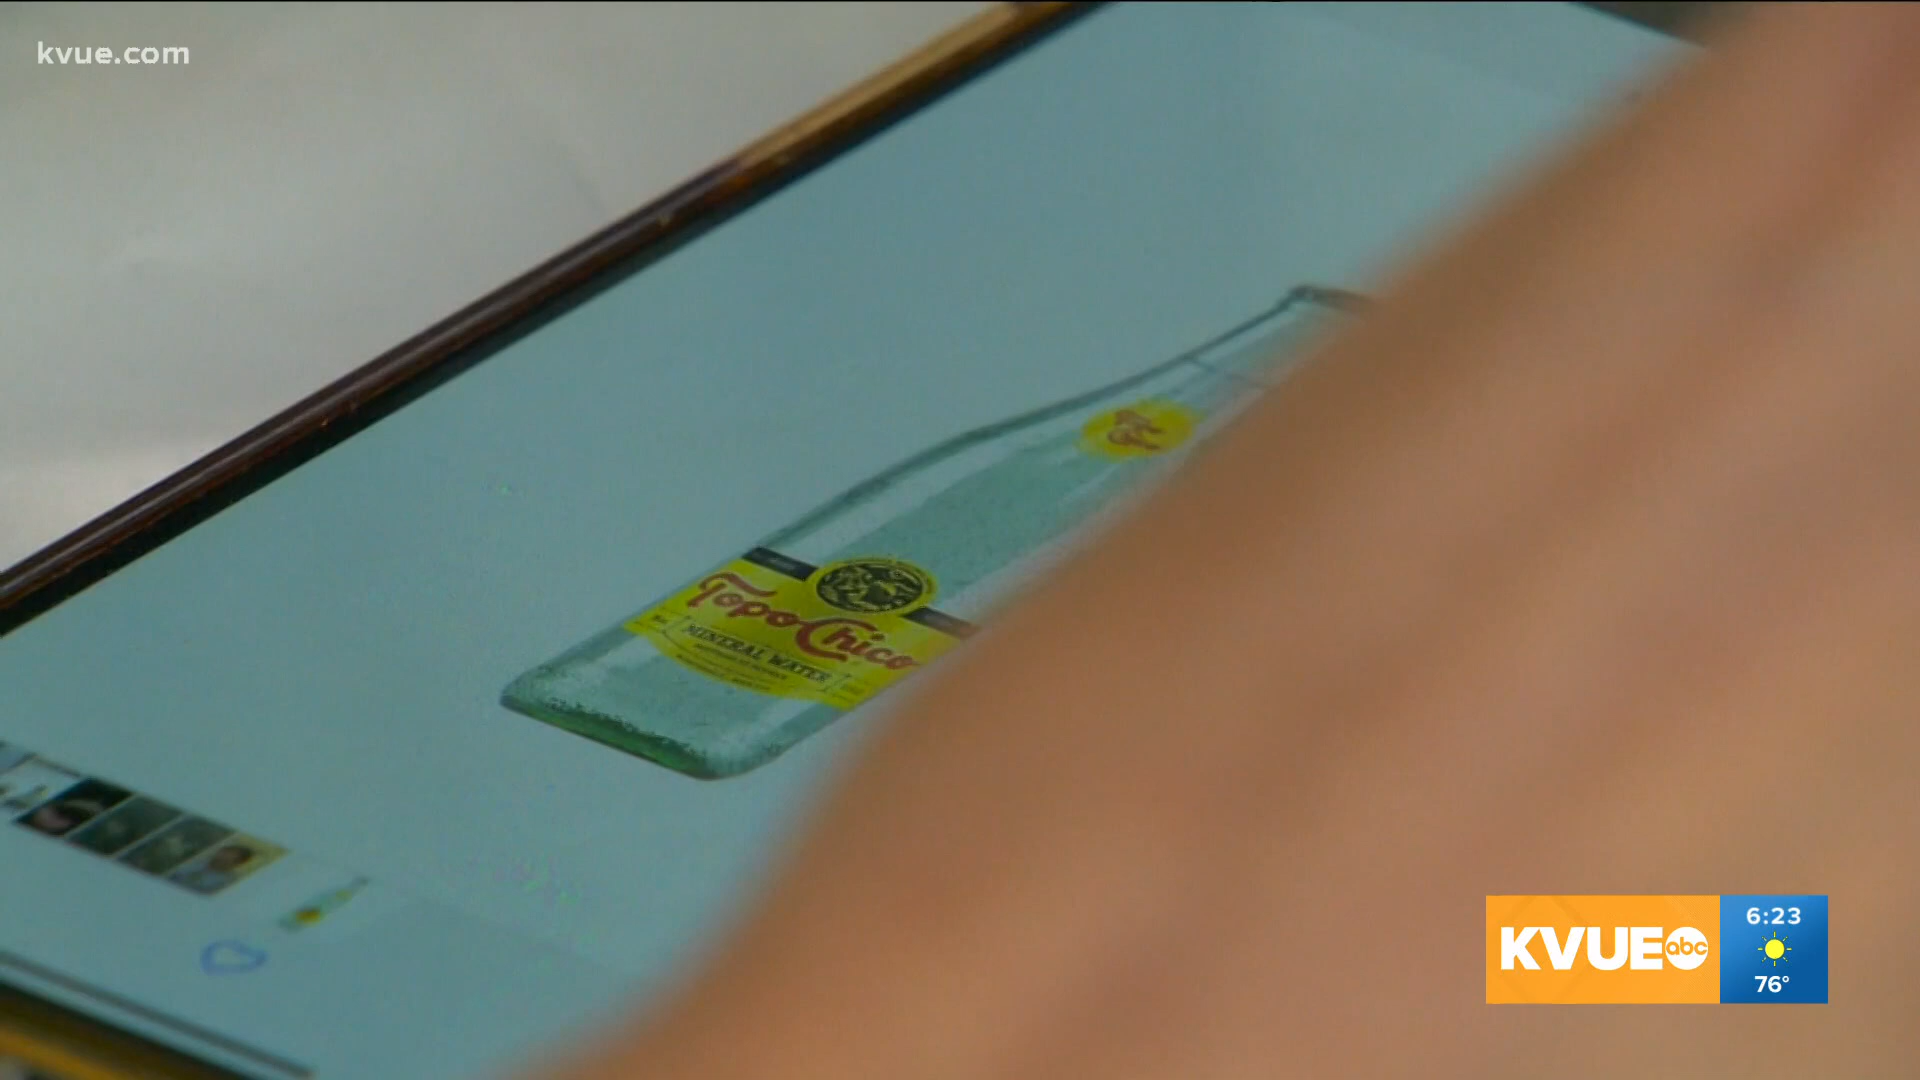 kvue.com
Topo Chico
MINERAL WATER
KVUE abc
6:23
76°